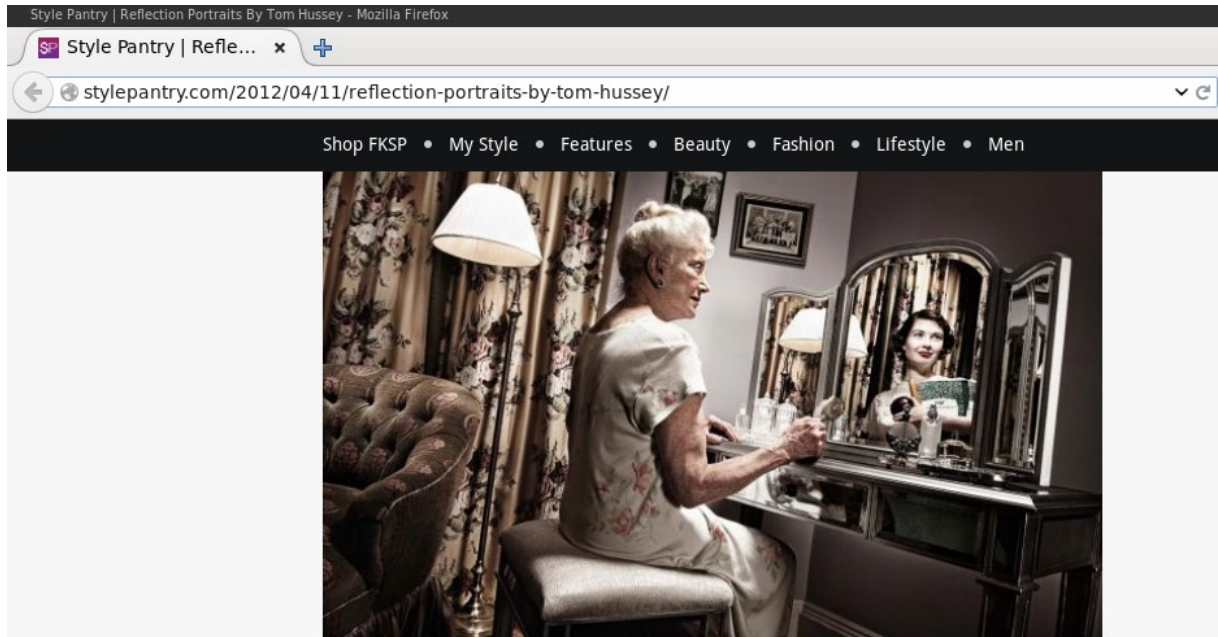 Style Pantry | Reflection Portraits By Tom Hussey - Mozilla Firefox
SP Style Pantry | Refle...
stylepantry.com/2012/04/11/reflection-portraits-by-tom-hussey/
Shop FKSP • My Style • Features • Beauty • Fashion • Lifestyle • Men